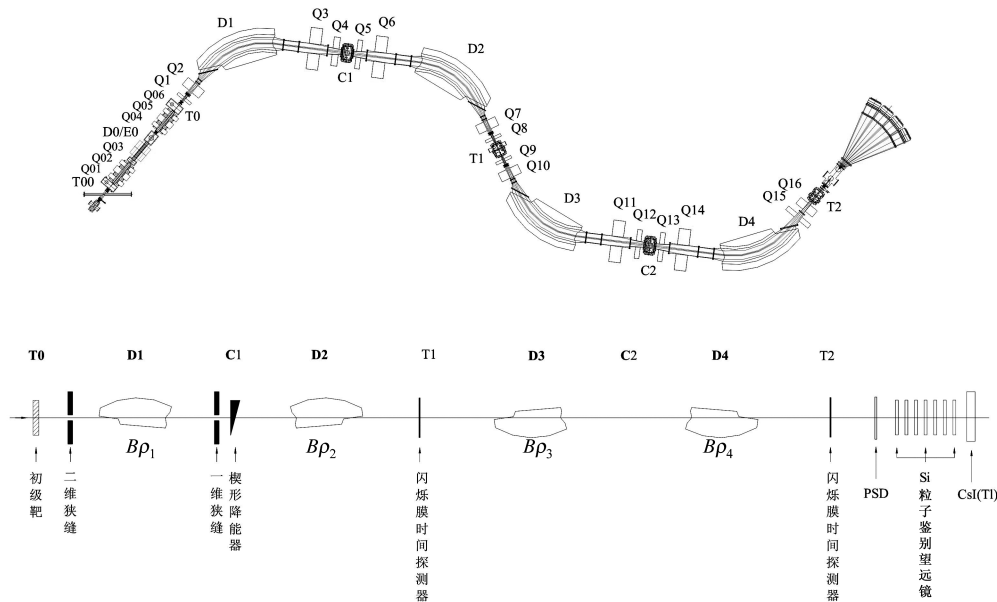 D1
Q3
Q4
Q5
Q6
D2
C1
Q2
Q1
Q06
Q05
Q04
D0/E0
Q03
Q02
Q01
T00
T0
Q7
Q8
T1
Q9
Q10
D3
Q11
Q12
Q13
Q14
C2
D4
Q15
Q16
T2
T0
D1
C1
D2
T1
D3
C2
D4
T2
Bρ1
Bρ2
Bρ3
Bρ4
初级靶
二维狭缝
一维狭缝
楔形降能器
闪烁膜时间探测器
闪烁膜时间探测器
PSD
Si粒子鉴别望远镜
CsI(Tl)